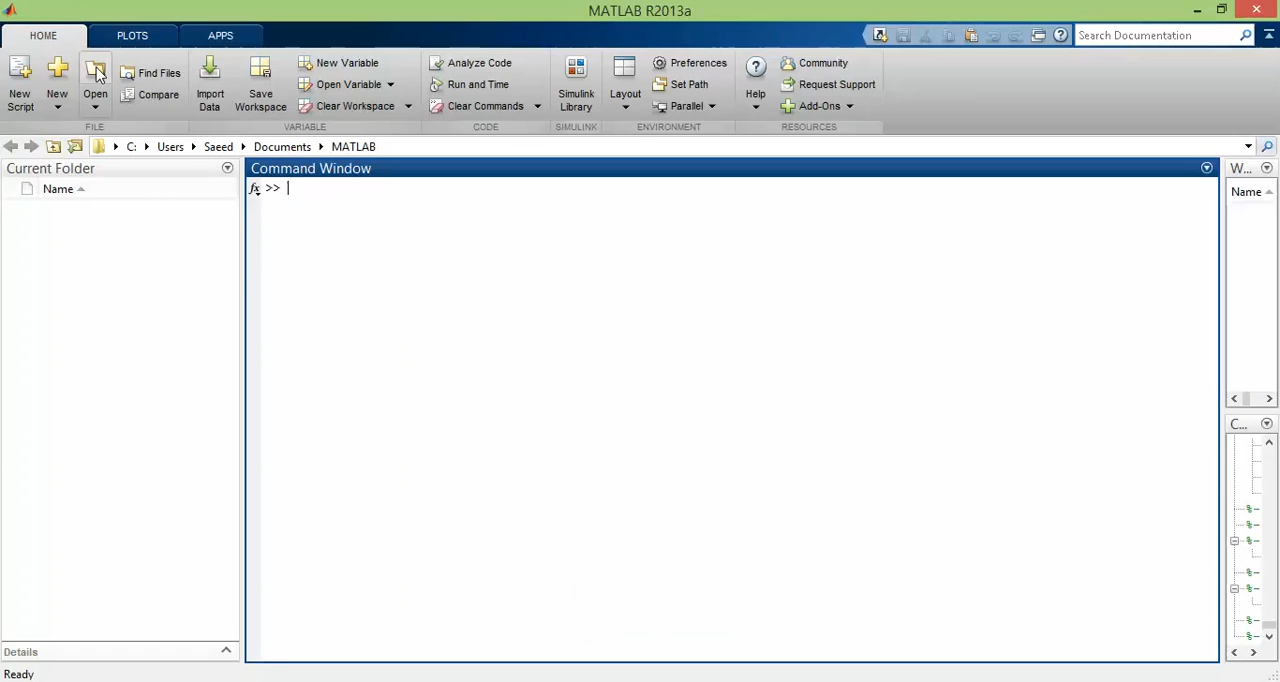 MATLAB R2013a
HOME PLOTS APPS
Search Documentation
New Script
New
Open
Find Files
Compare
Import Data
Save Workspace
New Variable
Open Variable
Clear Workspace
Analyze Code
Run and Time
Clear Commands
Simulink Library
Layout
Preferences
Set Path
Parallel
Help
Community
Request Support
Add-Ons
FILE VARIABLE CODE SIMULINK ENVIRONMENT RESOURCES
C: Users Saeed Documents MATLAB
Current Folder
Name
Command Window
fx >>
W...
Name
C...
Details
Ready